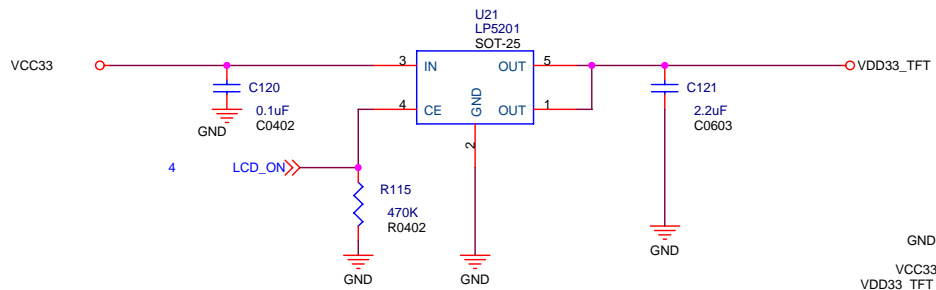 U21
LP5201
SOT-25
VCC33
3
IN
OUT
5
VDD33_TFT
C120
0.1uF
C0402
GND
4
CE
GND
OUT
1
C121
2.2uF
C0603
2
4
LCD_ON
R115
470K
R0402
GND
GND
GND
GND
VCC33
VDD33_TFT